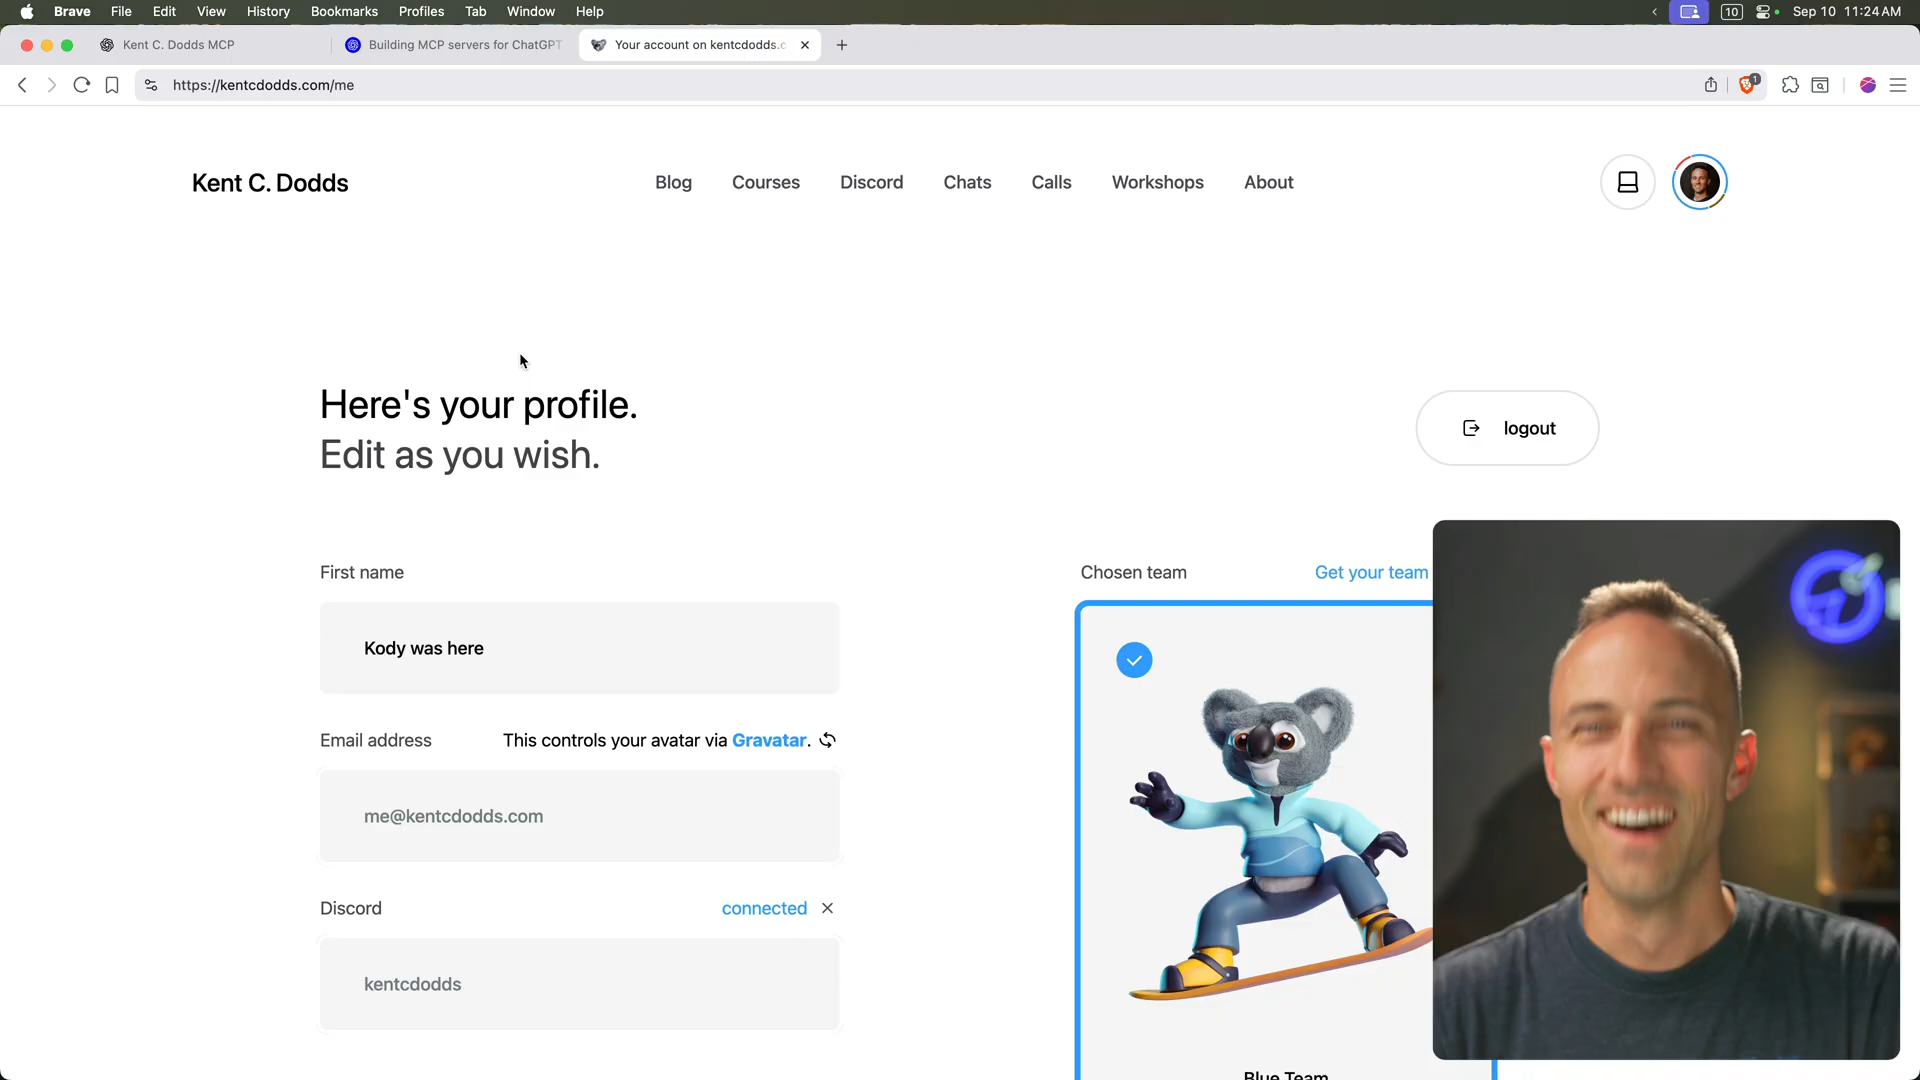 Brave File Edit View History Bookmarks Profiles Tab Window Help
10 Sep 10 11:24 AM
Kent C. Dodds MCP
Building MCP servers for ChatGPT
Your account on kentcdodds.c
https://kentcdodds.com/me
1
Kent C. Dodds
Blog Courses Discord Chats Calls Workshops About
Here's your profile.
Edit as you wish.
logout
First name
Kody was here
Email address
This controls your avatar via Gravatar.
me@kentcdodds.com
Discord
connected
kentcdodds
Chosen team
Get your team
Blue Team